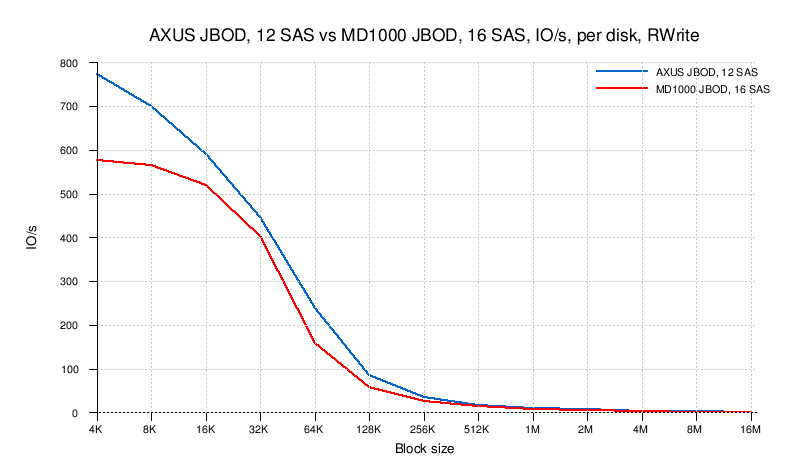 AXUS JBOD, 12 SAS vs MD1000 JBOD, 16 SAS, IO/s, per disk, RWrite
AXUS JBOD, 12 SAS
MD1000 JBOD, 16 SAS
IO/s
800
700
600
500
400
300
200
100
0
4K 8K 16K 32K 64K 128K 256K 512K 1M 2M 4M 8M 16M
Block size